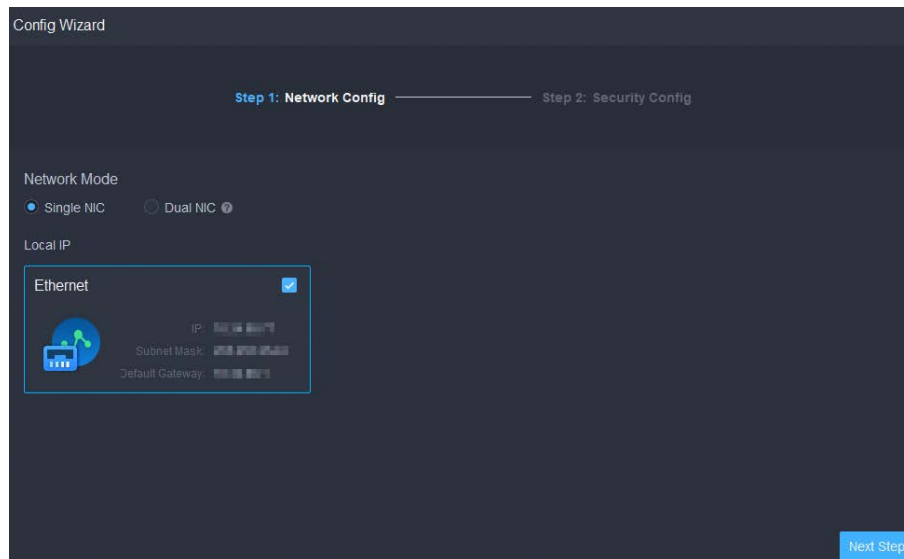 Config Wizard
Step 1: Network Config Step 2: Security Config
Network Mode
Single NIC Dual NIC
Local IP
Ethernet
IP:
Subnet Mask:
Default Gateway:
Next Step